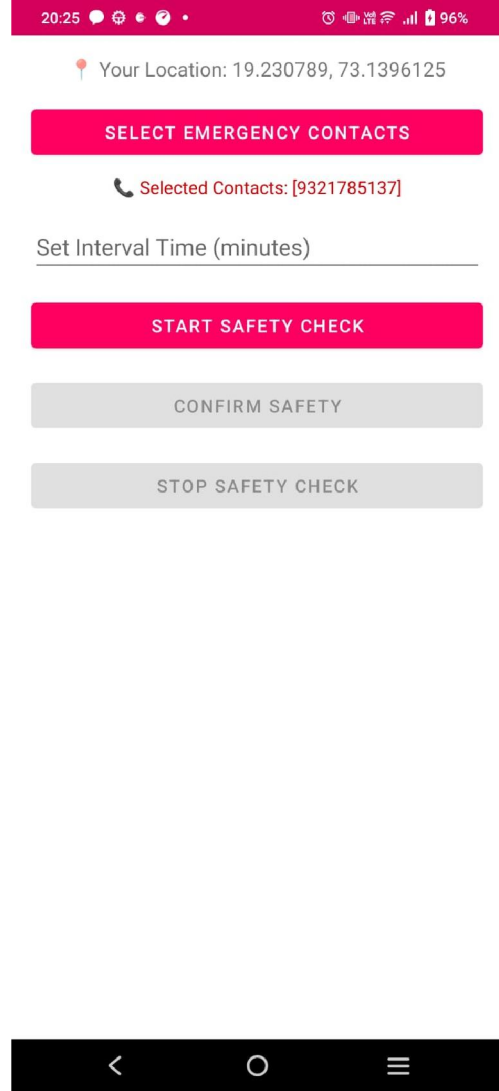 20:25 96%
Your Location: 19.230789, 73.1396125
SELECT EMERGENCY CONTACTS
Selected Contacts: [9321785137]
Set Interval Time (minutes)
START SAFETY CHECK
CONFIRM SAFETY
STOP SAFETY CHECK